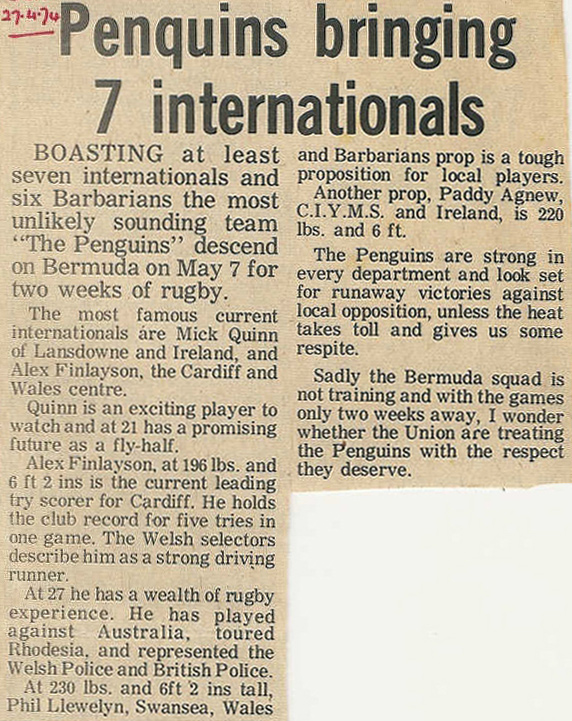 27.4.74
Penquins bringing
7 internationals
BOASTING at least
seven internationals and
six Barbarians the most
unlikely sounding team
"The Penguins" descend
on Bermuda on May 7 for
two weeks of rugby.
The most famous current
internationals are Mick Quinn
of Lansdowne and Ireland, and
Alex Finlayson, the Cardiff and
Wales centre.
Quinn is an exciting player to
watch and at 21 has a promising
future as a fly-half.
Alex Finlayson, at 196 lbs. and
6 ft 2 ins is the current leading
try scorer for Cardiff. He holds
the club record for five tries in
one game. The Welsh selectors
describe him as a strong driving
runner.
At 27 he has a wealth of rugby
experience. He has played
against Australia, toured
Rhodesia, and represented the
Welsh Police and British Police.
At 230 lbs. and 6ft 2 ins tall,
Phil Llewelyn, Swansea, Wales
and Barbarians prop is a tough
proposition for local players.
Another prop, Paddy Agnew,
C.I.Y.M.S. and Ireland, is 220
lbs. and 6 ft.
The Penguins are strong in
every department and look set
for runaway victories against
local opposition, unless the heat
takes toll and gives us some
respite.
Sadly the Bermuda squad is
not training and with the games
only two weeks away, I wonder
whether the Union are treating
the Penguins with the respect
they deserve.